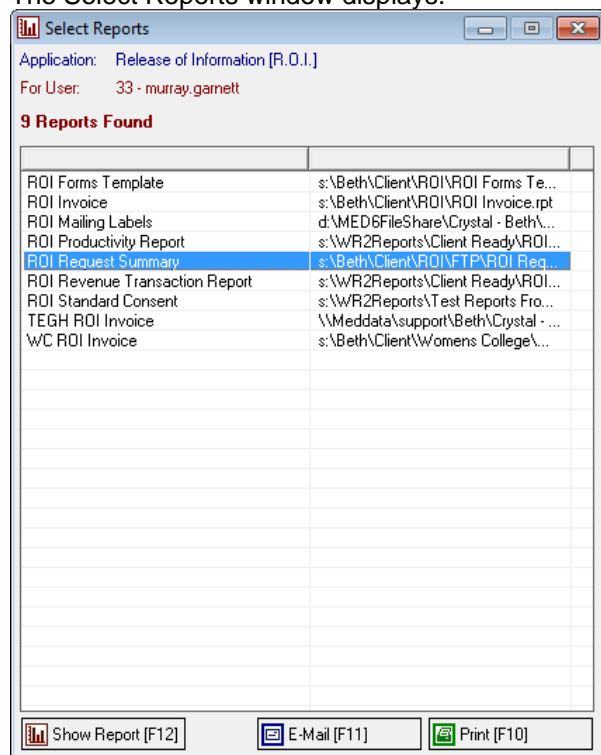 The Select Reports window displays.
Select Reports
Application: Release of Information [R.O.I.]
For User: 33 - murray.garnett
9 Reports Found
ROI Forms Template s:\Beth\Client\ROI\ROI Forms Te...
ROI Invoice s:\Beth\Client\ROI\ROI Invoice.rpt
ROI Mailing Labels d:\MED6FileShare\Crystal - Beth\...
ROI Productivity Report s:\WR2Reports\Client Ready\ROI...
ROI Request Summary s:\Beth\Client\ROI\FTP\ROI Req...
ROI Revenue Transaction Report s:\WR2Reports\Client Ready\ROI...
ROI Standard Consent s:\WR2Reports\Test Reports Fro...
TEGH ROI Invoice \\Meddata\support\Beth\Crystal - ...
WC ROI Invoice s:\Beth\Client\Womens College\...
Show Report [F12] E-Mail [F11] Print [F10]